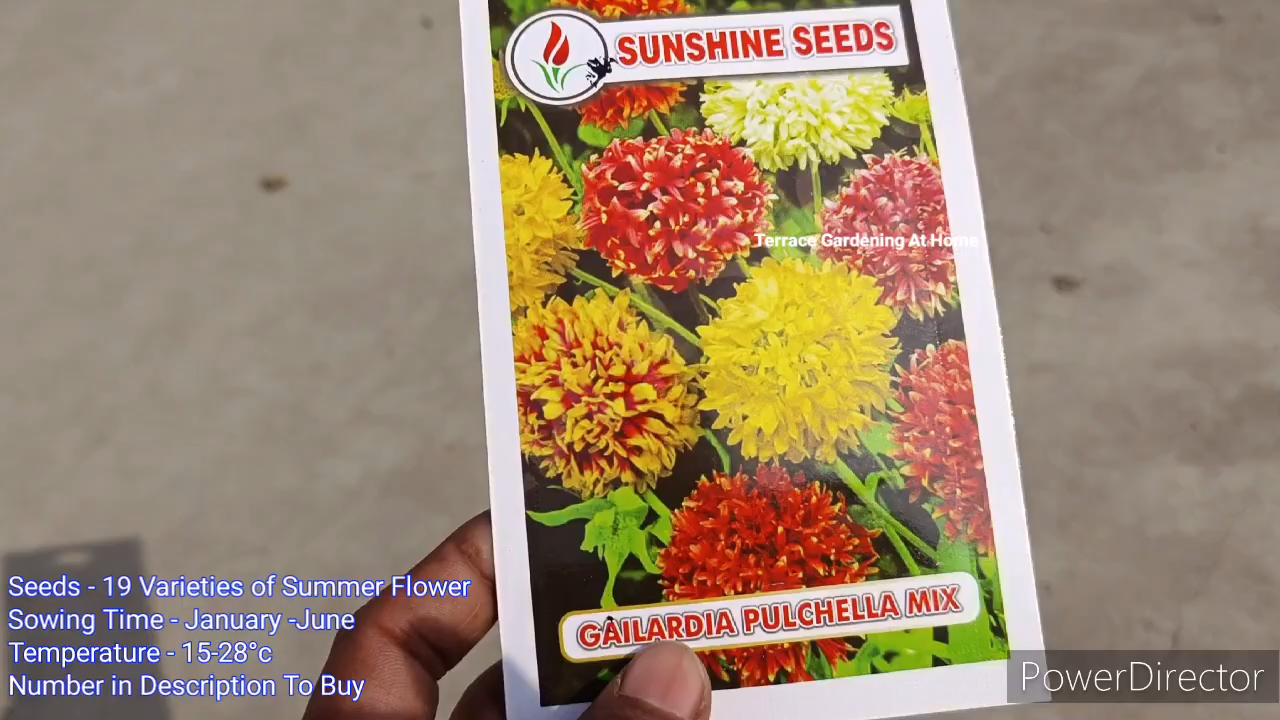 SUNSHINE SEEDS
Terrace Gardening At Home
GAILARDIA PULCHELLA MIX
Seeds - 19 Varieties of Summer Flower
Sowing Time - January -June
Temperature - 15-28°c
Number in Description To Buy
PowerDirector